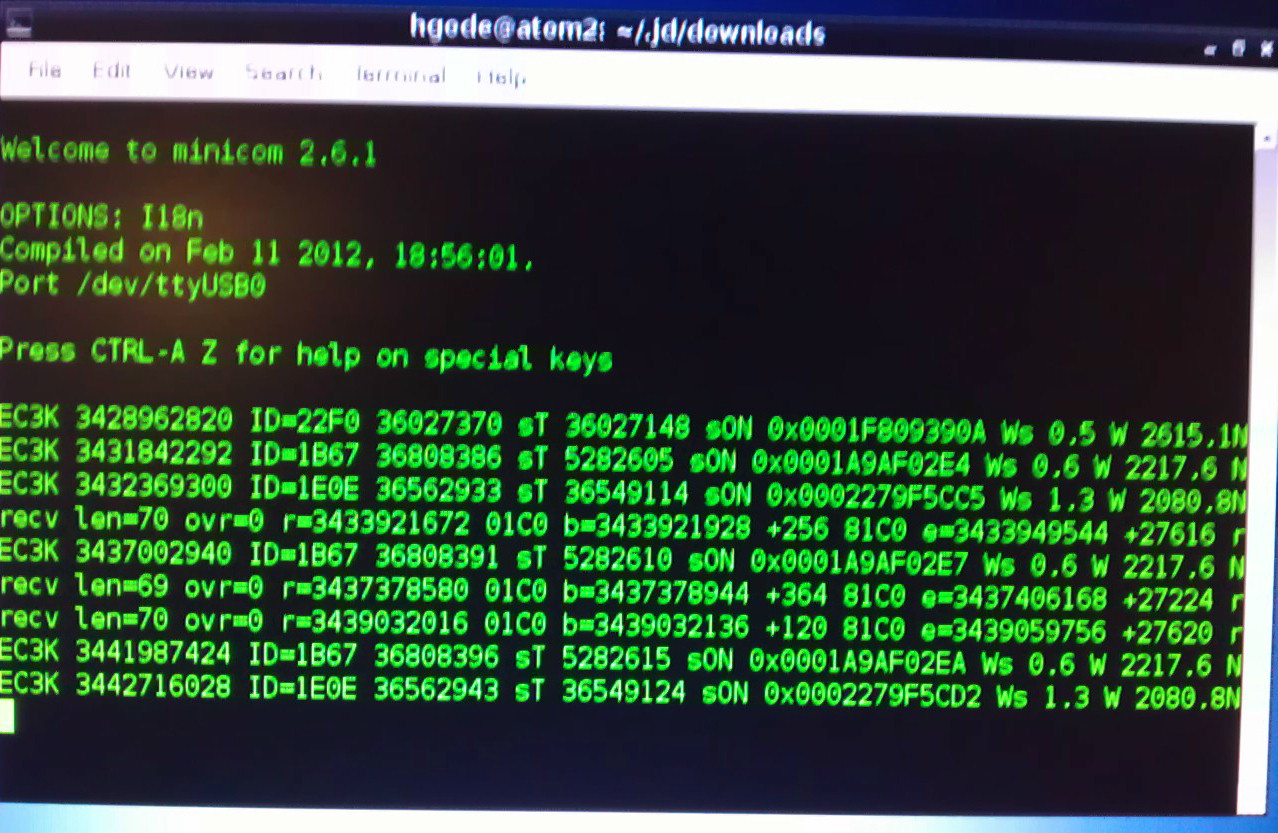 hgode@atom2: ~/.jd/downloads
File Edit View Search Terminal Help
Welcome to minicom 2.6.1
OPTIONS: I18n
Compiled on Feb 11 2012, 18:56:01.
Port /dev/ttyUSB0
Press CTRL-A Z for help on special keys
EC3K 3428962820 ID=22F0 36027370 sT 36027148 sON 0x0001F809390A Ws 0.5 W 2615.1N
EC3K 3431842292 ID=1B67 36808386 sT 5282605 sON 0x0001A9AF02E4 Ws 0.6 W 2217.6 N
EC3K 3432369300 ID=1E0E 36562933 sT 36549114 sON 0x0002279F5CC5 Ws 1.3 W 2080.8N
recv len=70 ovr=0 r=3433921672 01C0 b=3433921928 +256 81C0 e=3433949544 +27616 r
EC3K 3437002940 ID=1B67 36808391 sT 5282610 sON 0x0001A9AF02E7 Ws 0.6 W 2217.6 N
recv len=69 ovr=0 r=3437378580 01C0 b=3437378944 +364 81C0 e=3437406168 +27224 r
recv len=70 ovr=0 r=3439032016 01C0 b=3439032136 +120 81C0 e=3439059756 +27620 r
EC3K 3441987424 ID=1B67 36808396 sT 5282615 sON 0x0001A9AF02EA Ws 0.6 W 2217.6 N
EC3K 3442716028 ID=1E0E 36562943 sT 36549124 sON 0x0002279F5CD2 Ws 1.3 W 2080.8N